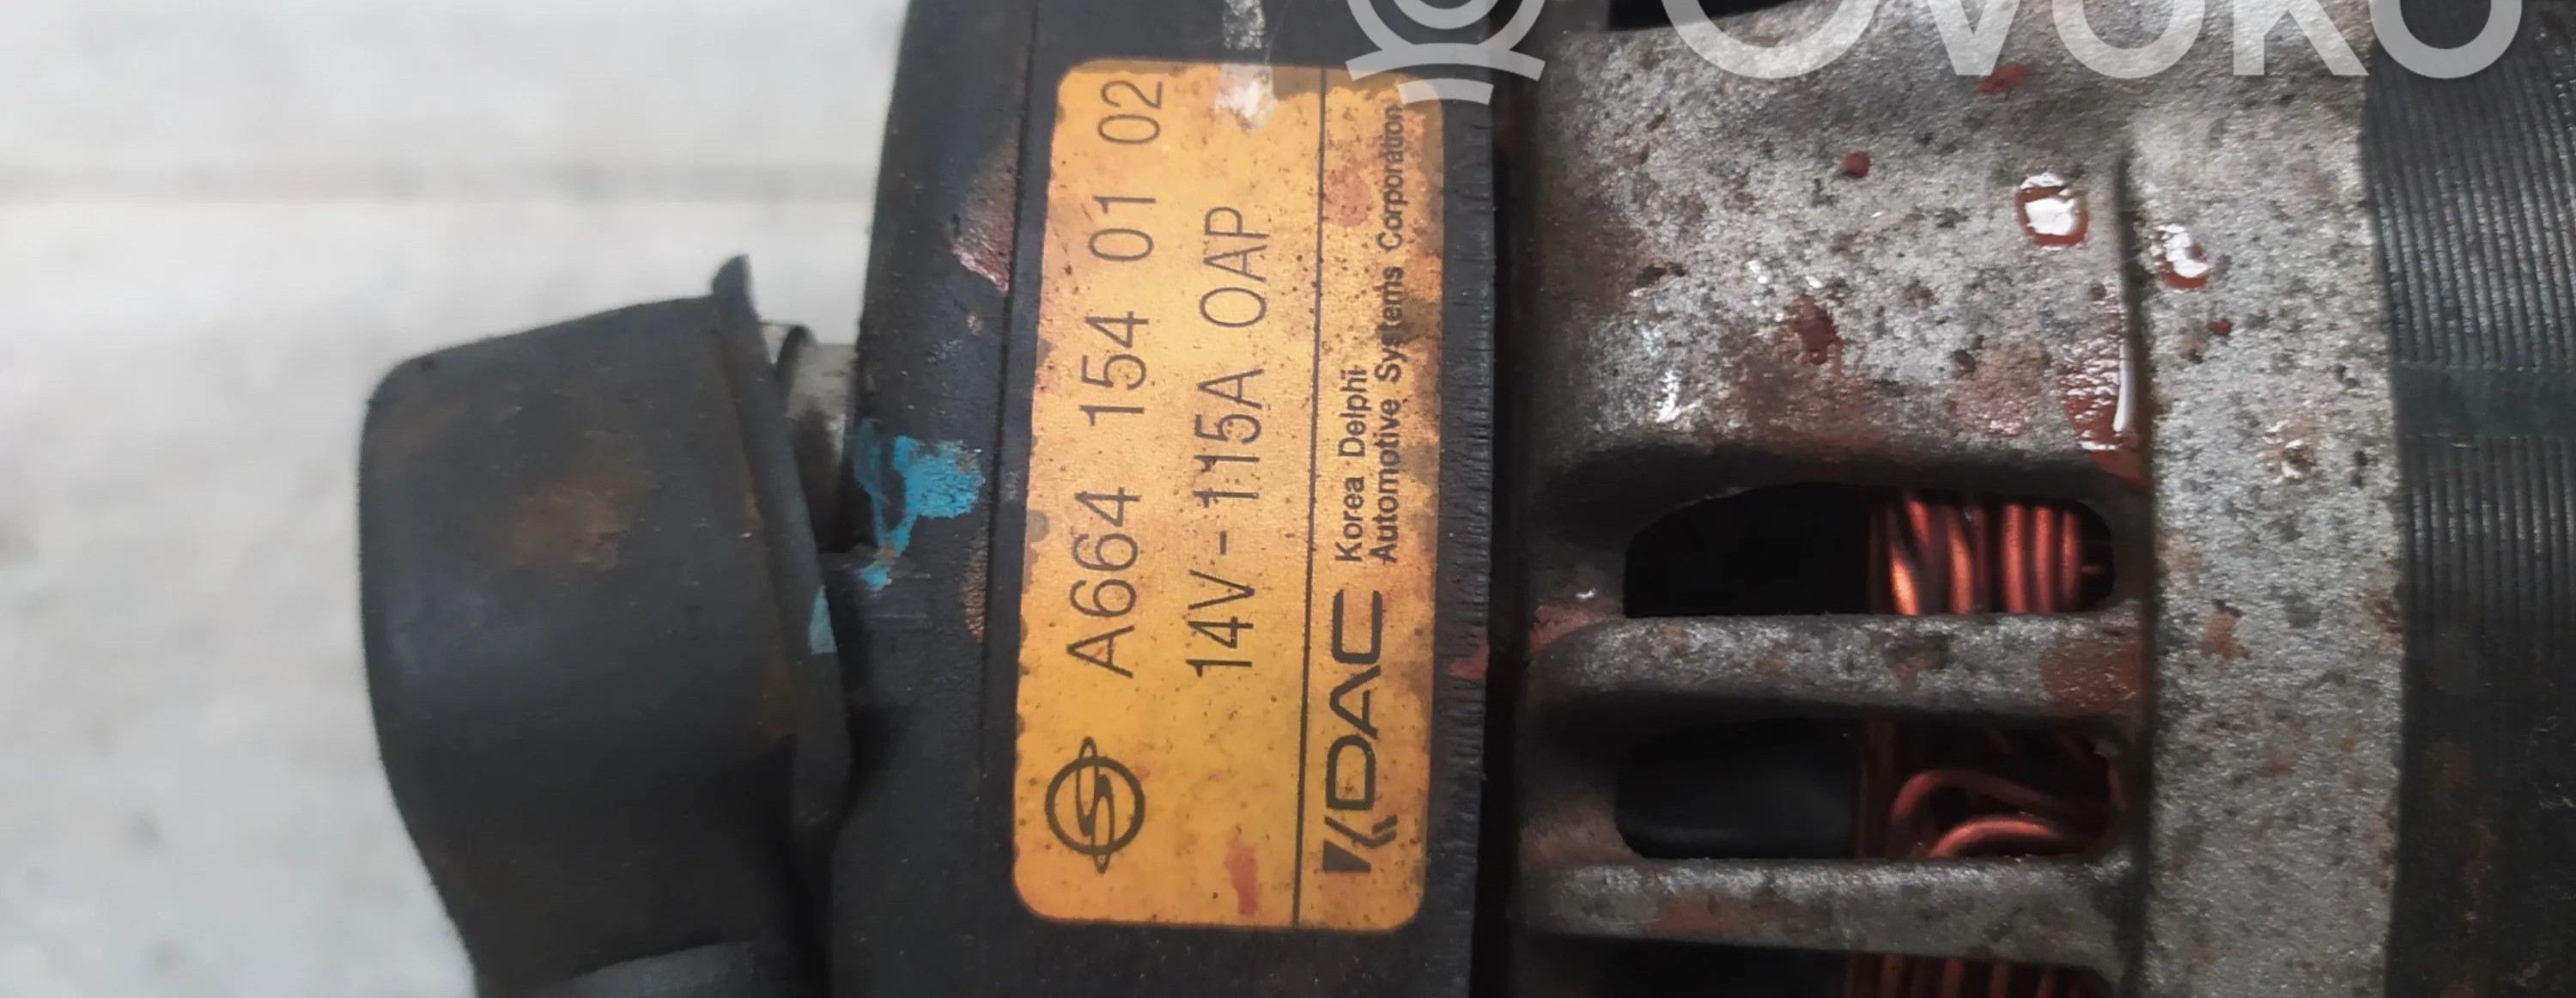 OVOKO
A664 154 01 02
14V-115A OAP
KDAC
Korea Delphi
Automotive Systems Corporation